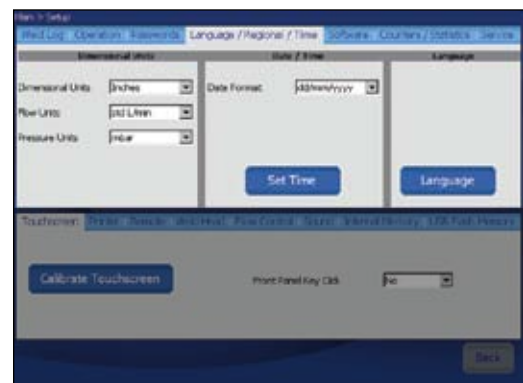 Main > Setup
Weld Log Operation Passwords Language / Regional / Time Software Counters / Statistics Service
Dimensional Units Date / Time Language
Dimensional Units Inches Date Format dd/mm/yyyy
Flow Units std L/min
Pressure Units mbar
Set Time Language
Touchscreen Printer Remote Weld Head Flow Control Sound Internal Memory USB Flash Memory
Calibrate Touchscreen Front Panel Key Click No
Back